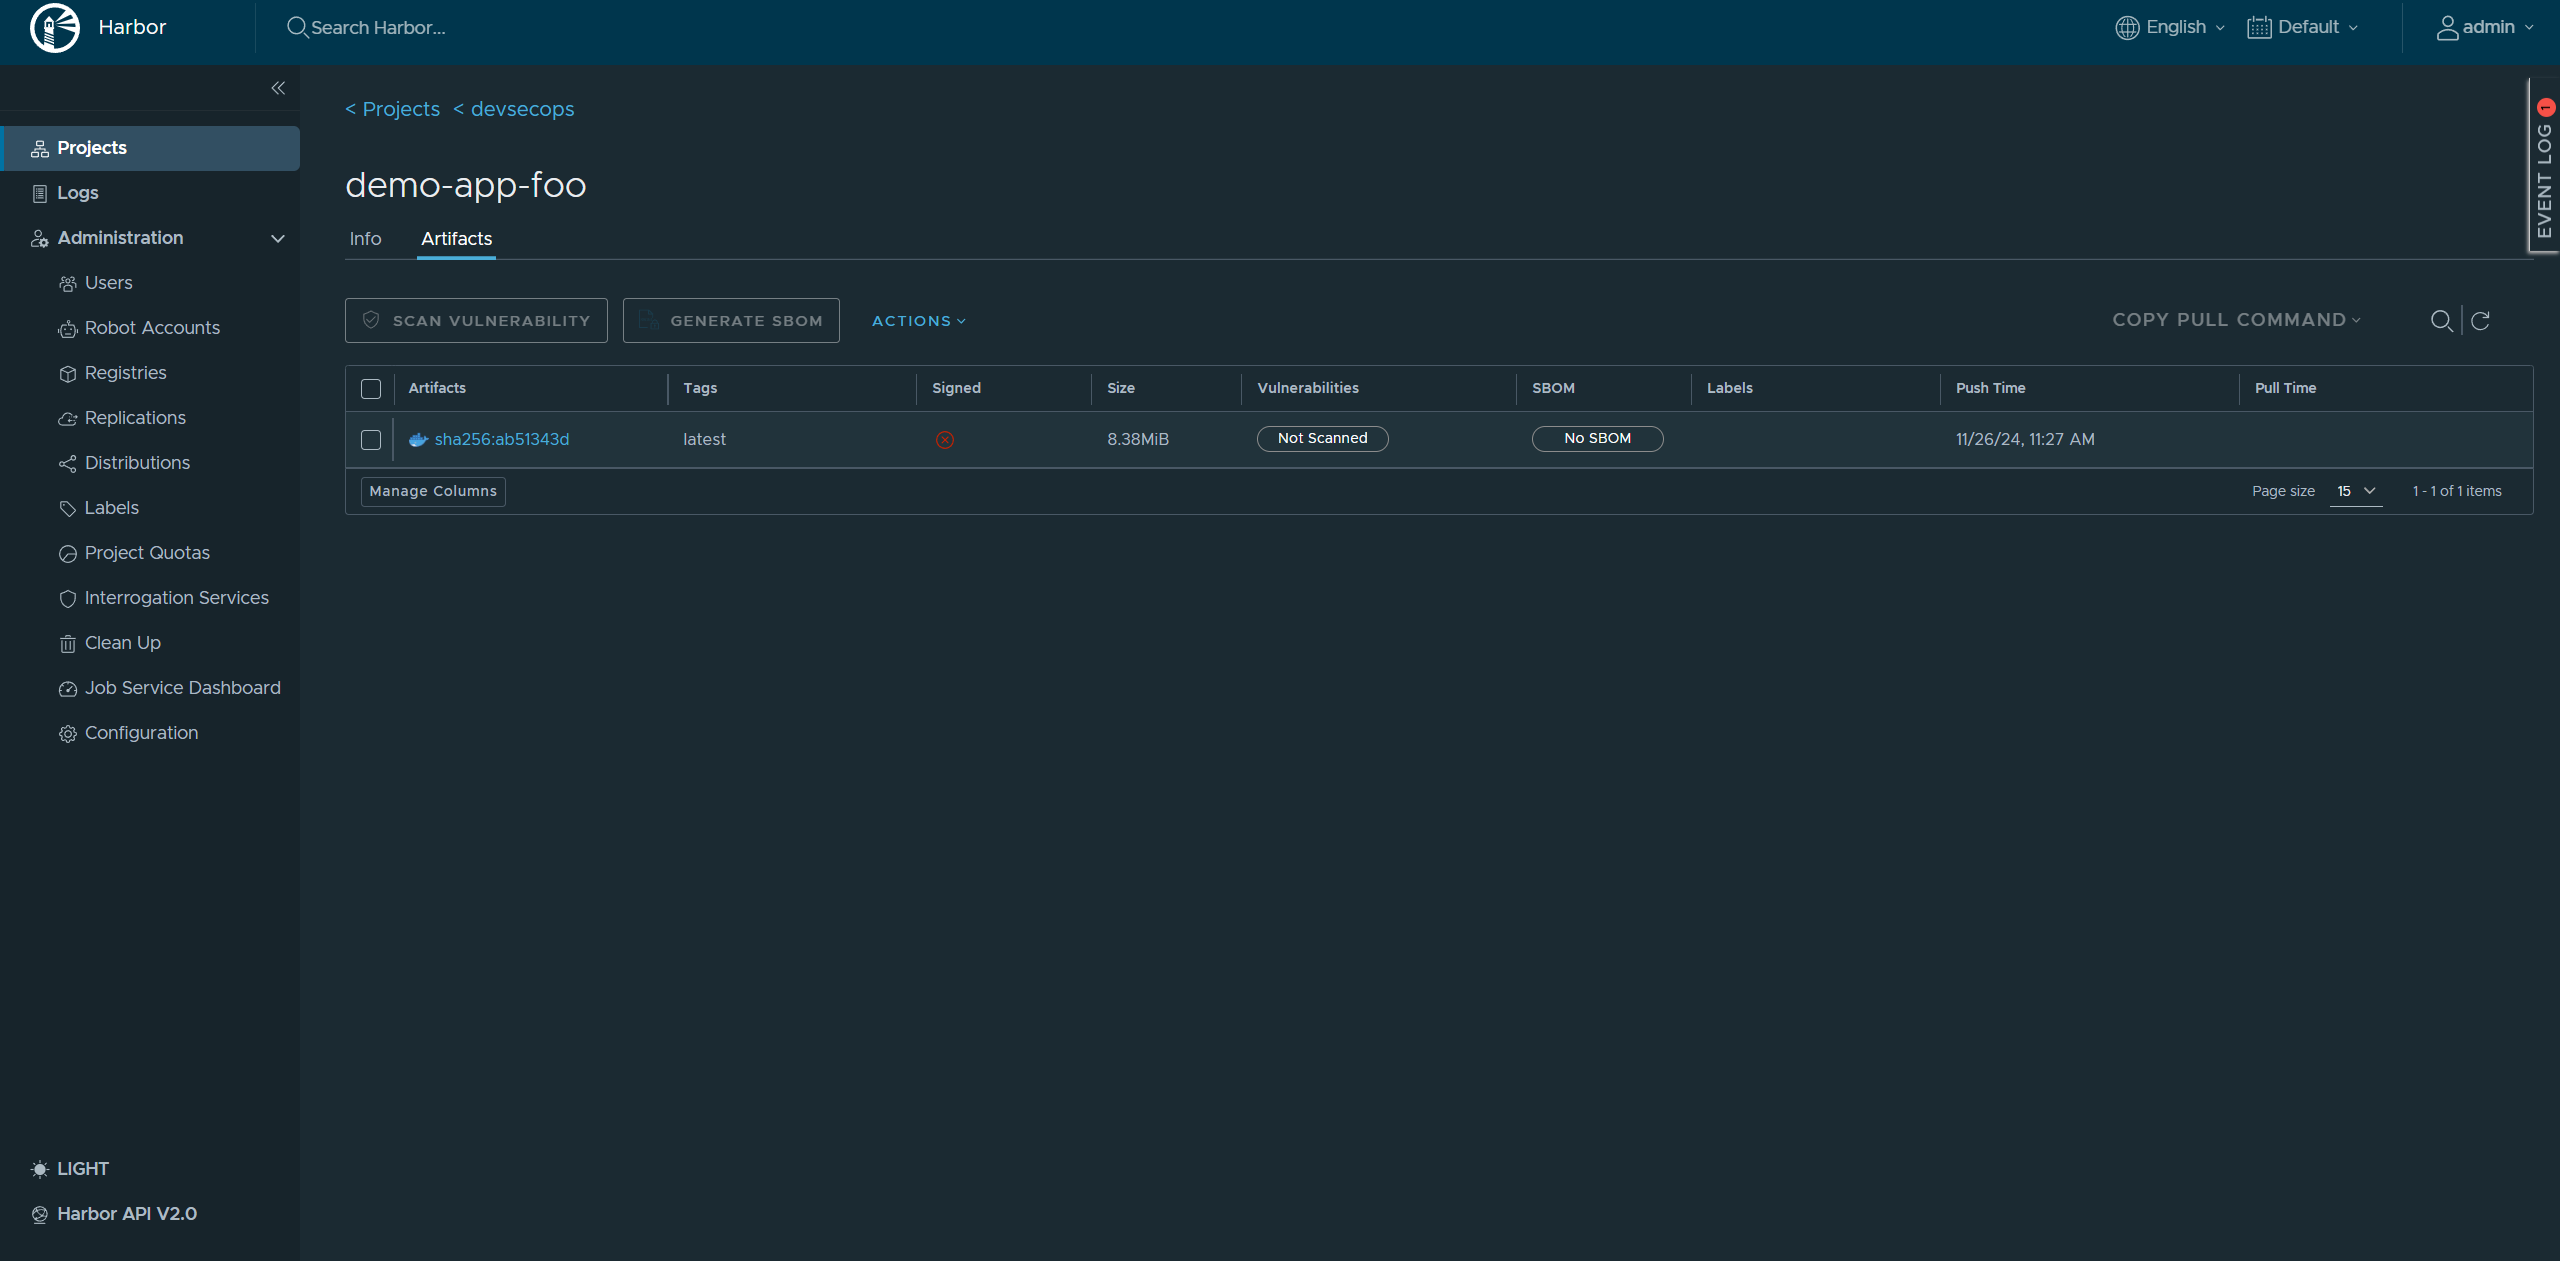 Harbor
Search Harbor...
English
Default
admin
EVENT LOG 1
Projects
Logs
Administration
Users
Robot Accounts
Registries
Replications
Distributions
Labels
Project Quotas
Interrogation Services
Clean Up
Job Service Dashboard
Configuration
LIGHT
Harbor API V2.0
< Projects < devsecops
demo-app-foo
Info Artifacts
SCAN VULNERABILITY GENERATE SBOM ACTIONS COPY PULL COMMAND
Artifacts Tags Signed Size Vulnerabilities SBOM Labels Push Time Pull Time
sha256:ab51343d latest 8.38MiB Not Scanned No SBOM 11/26/24, 11:27 AM
Manage Columns Page size 15 1 - 1 of 1 items